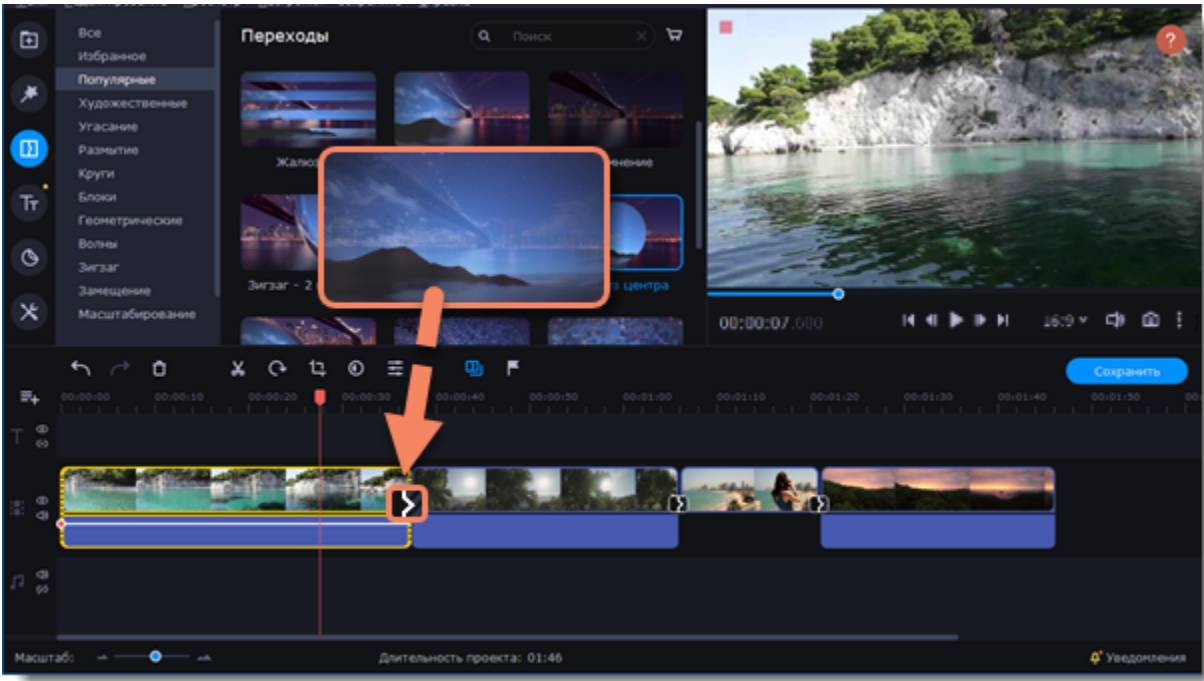 Все
Избранное
Популярные
Художественные
Угасание
Размытие
Круги
Блоки
Геометрические
Волны
Зигзаг
Замещение
Масштабирование
Переходы
Поиск
Зигзаг - 2
из центра
?
00:00:07.600
16:9
Сохранить
00:00:00 00:00:10 00:00:20 00:00:30 00:00:40 00:00:50 00:01:00 00:01:10 00:01:20 00:01:30 00:01:40 00:01:50
Масштаб:
Длительность проекта: 01:46
Уведомления